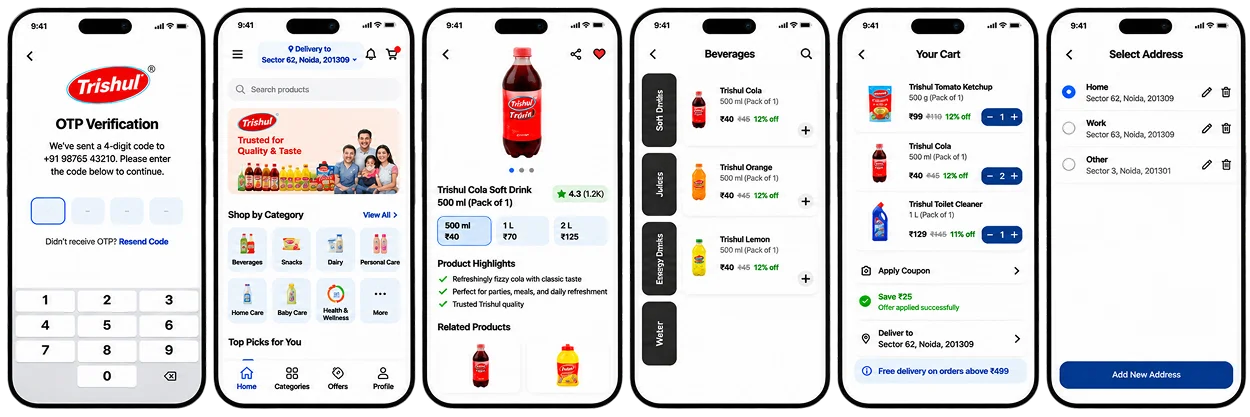 9:41
Trishul®
OTP Verification
We've sent a 4-digit code to
+91 98765 43210. Please enter
the code below to continue.
Didn't receive OTP? Resend Code
1 2 3
4 5 6
7 8 9
0
9:41
Delivery to
Sector 62, Noida, 201309
Search products
Trishul
Trusted for
Quality & Taste
Shop by Category
View All >
Beverages
Snacks
Dairy
Personal Care
Home Care
Baby Care
Health &
Wellness
More
Top Picks for You
Home
Categories
Offers
Profile
9:41
Trishul
Trishul Cola Soft Drink
500 ml (Pack of 1)
4.3 (1.2K)
500 ml
₹40
1 L
₹70
2 L
₹125
Product Highlights
Refreshingly fizzy cola with classic taste
Perfect for parties, meals, and daily refreshment
Trusted Trishul quality
Related Products
9:41
Beverages
Juices
Water
Trishul Cola
500 ml (Pack of 1)
₹40 ₹45 12% off
+
Trishul Orange
500 ml (Pack of 1)
₹40 ₹45 12% off
+
Trishul Lemon
500 ml (Pack of 1)
₹40 ₹45 12% off
+
9:41
Your Cart
Trishul Tomato Ketchup
500 g (Pack of 1)
₹99 ₹110 12% off
− 1 +
Trishul Cola
500 ml (Pack of 1)
₹40 ₹45 12% off
− 2 +
Trishul Toilet Cleaner
1 L (Pack of 1)
₹129 ₹145 11% off
− 1 +
Apply Coupon
Save ₹25
Offer applied successfully
Deliver to
Sector 62, Noida, 201309
Free delivery on orders above ₹499
9:41
Select Address
Home
Sector 62, Noida, 201309
Work
Sector 63, Noida, 201309
Other
Sector 3, Noida, 201301
Add New Address